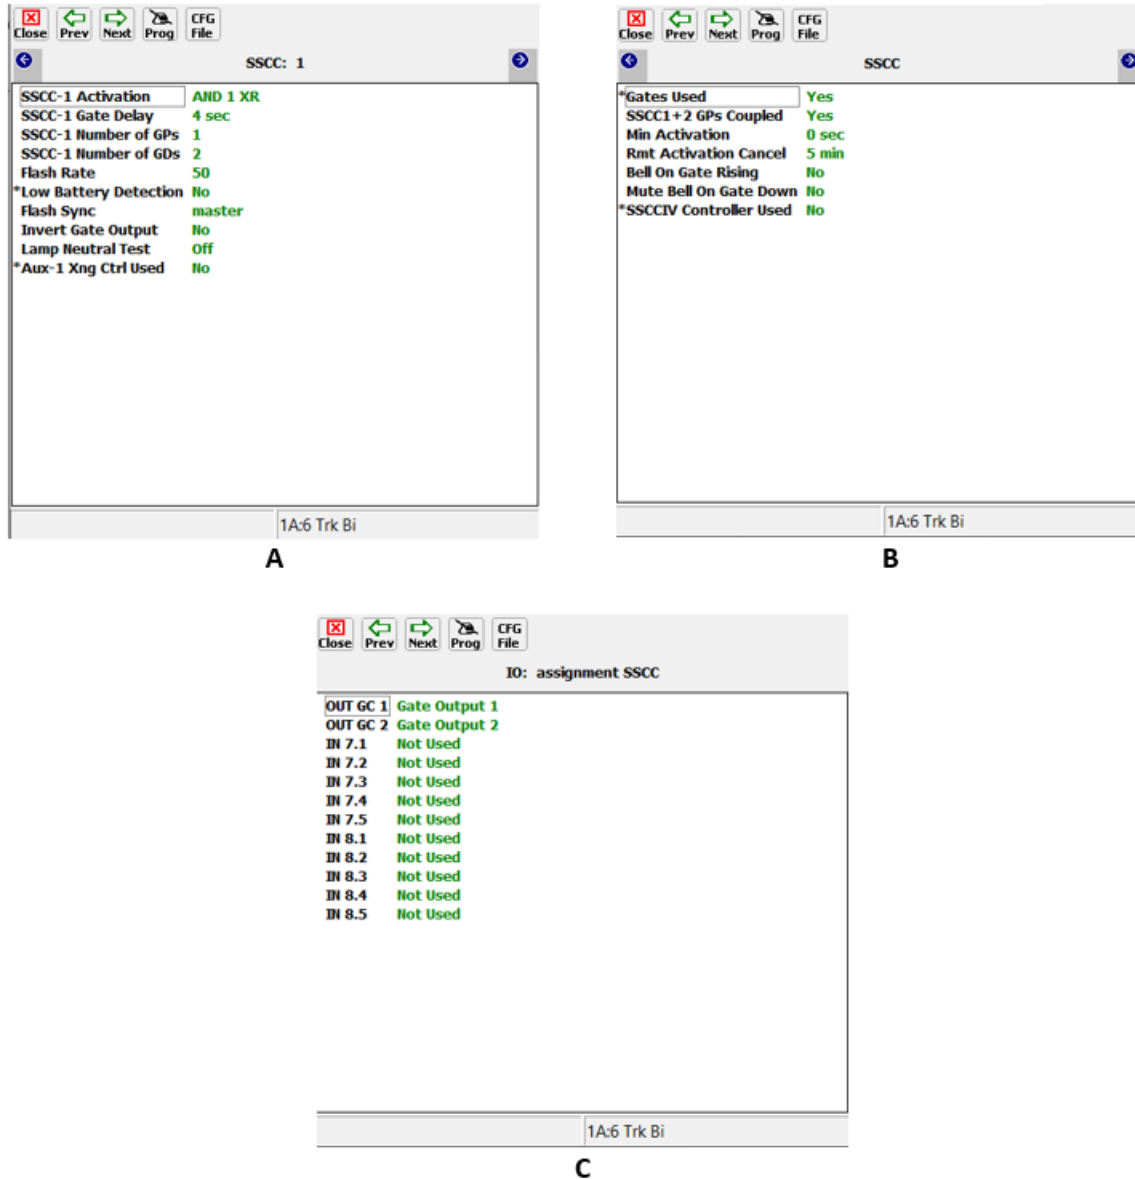 Close Prev Next Prog CFG File
SSCC: 1
SSCC-1 Activation AND 1 XR
SSCC-1 Gate Delay 4 sec
SSCC-1 Number of GPs 1
SSCC-1 Number of GDs 2
Flash Rate 50
*Low Battery Detection No
Flash Sync master
Invert Gate Output No
Lamp Neutral Test Off
*Aux-1 Xng Ctrl Used No
1A:6 Trk Bi
A
Close Prev Next Prog CFG File
SSCC
*Gates Used Yes
SSCC1+2 GPs Coupled Yes
Min Activation 0 sec
Rmt Activation Cancel 5 min
Bell On Gate Rising No
Mute Bell On Gate Down No
*SSCCIV Controller Used No
1A:6 Trk Bi
B
Close Prev Next Prog CFG File
IO: assignment SSCC
OUT GC 1 Gate Output 1
OUT GC 2 Gate Output 2
IN 7.1 Not Used
IN 7.2 Not Used
IN 7.3 Not Used
IN 7.4 Not Used
IN 7.5 Not Used
IN 8.1 Not Used
IN 8.2 Not Used
IN 8.3 Not Used
IN 8.4 Not Used
IN 8.5 Not Used
1A:6 Trk Bi
C